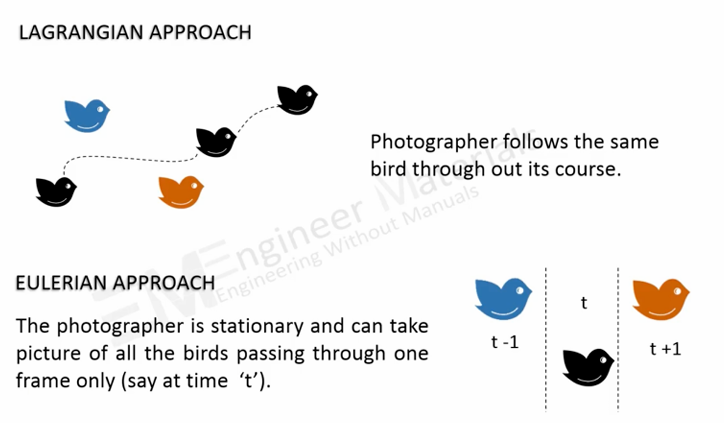 LAGRANGIAN APPROACH
Photographer follows the same
bird through out its course.
Engineer Materials
Engineering Without Manuals
EULERIAN APPROACH
The photographer is stationary and can take
picture of all the birds passing through one
frame only (say at time ‘t’).
t -1
t
t +1